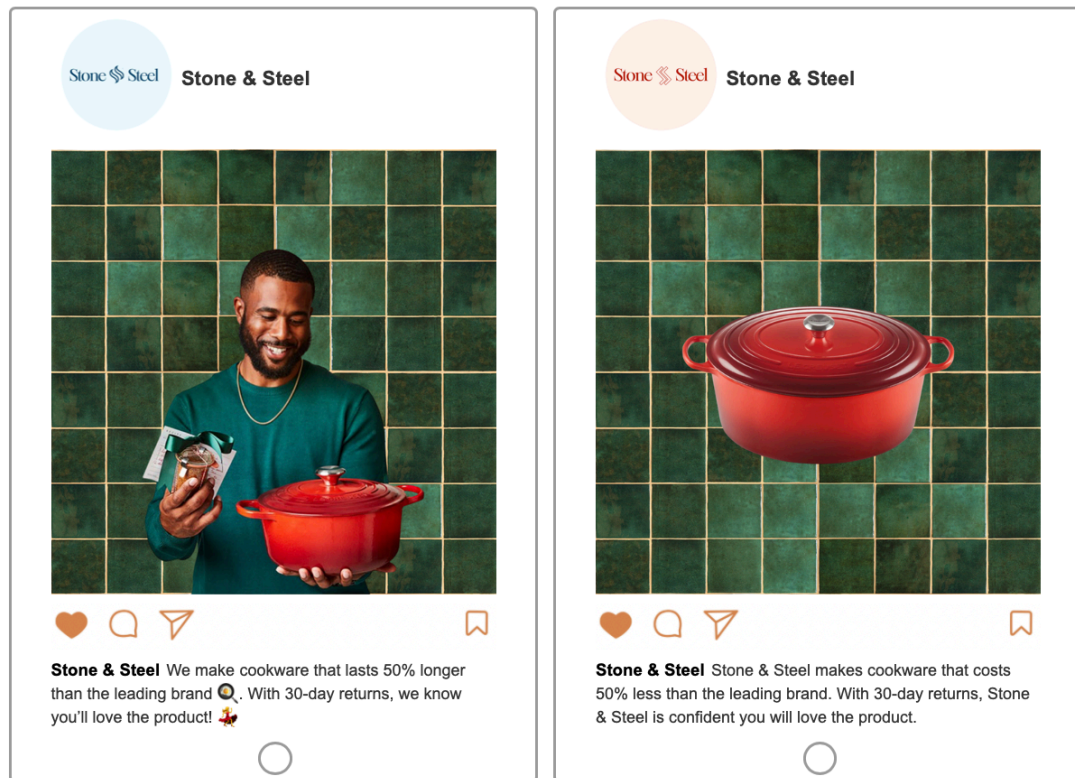 Stone Steel
Stone & Steel
We make cookware that lasts 50% longer
than the leading brand 🍳. With 30-day returns, we know
you’ll love the product! 💃
Stone Steel
Stone & Steel
Stone & Steel Stone & Steel makes cookware that costs
50% less than the leading brand. With 30-day returns, Stone
& Steel is confident you will love the product.